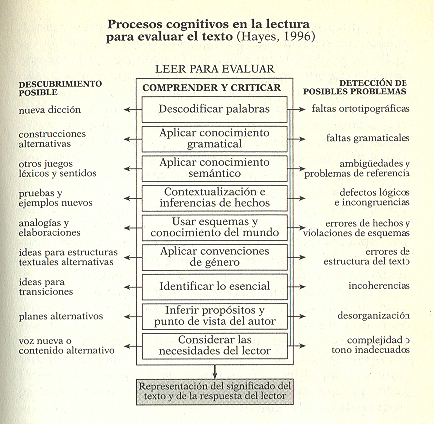 Procesos cognitivos en la lectura
para evaluar el texto (Hayes, 1996)
LEER PARA EVALUAR
DESCUBRIMIENTO
POSIBLE
COMPRENDER Y CRITICAR
DETECCIÓN DE
POSIBLES PROBLEMAS
nueva dicción
Descodificar palabras
faltas ortotipográficas
construcciones
alternativas
Aplicar conocimiento
gramatical
faltas gramaticales
otros juegos
léxicos y sentidos
Aplicar conocimiento
semántico
ambigüedades y
problemas de referencia
pruebas y
ejemplos nuevos
Contextualización e
inferencias de hechos
defectos lógicos
e incongruencias
analogías y
elaboraciones
Usar esquemas y
conocimiento del mundo
errores de hechos y
violaciones de esquemas
ideas para estructuras
textuales alternativas
Aplicar convenciones
de género
errores de
estructura del texto
ideas para
transiciones
Identificar lo esencial
incoherencias
planes alternativos
Inferir propósitos y
punto de vista del autor
desorganización
voz nueva o
contenido alternativo
Considerar las
necesidades del lector
complejidad o
tono inadecuados
Representación del significado del
texto y de la respuesta del lector